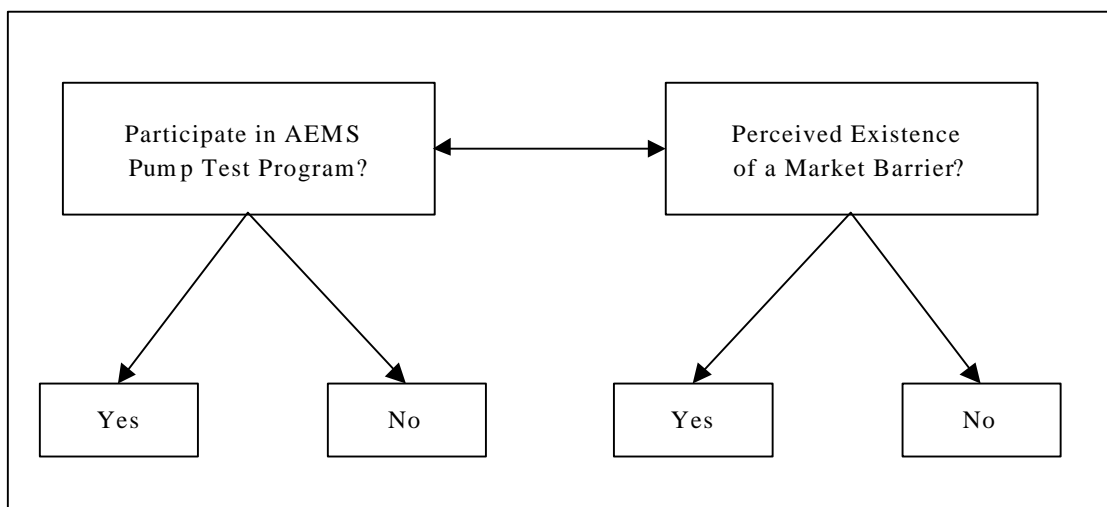 Participate in AEMS
Pump Test Program?
Perceived Existence
of a Market Barrier?
Yes
No
Yes
No